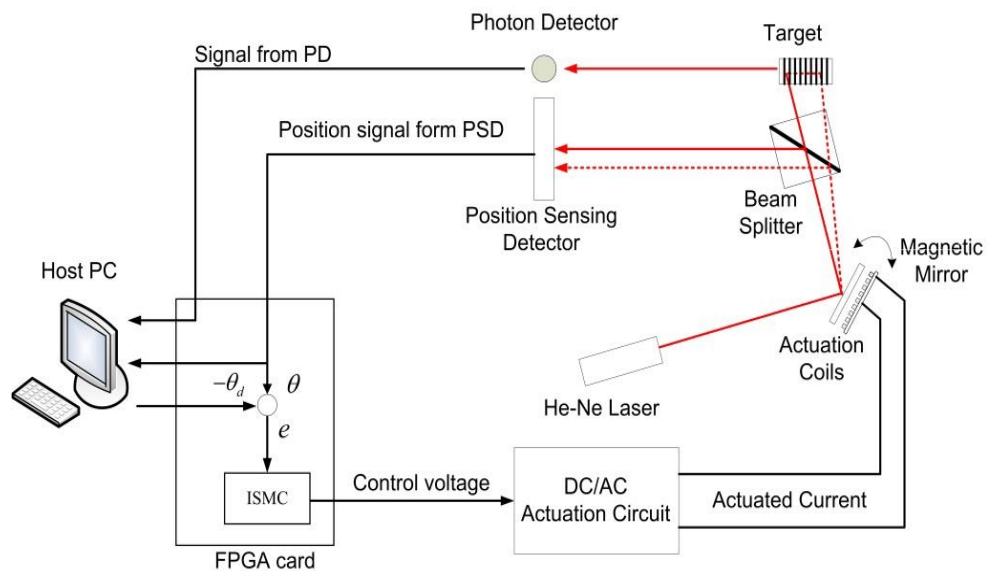 Photon Detector
Target
Signal from PD
Position signal form PSD
Beam
Splitter
Position Sensing
Detector
Magnetic
Mirror
Host PC
Actuation
Coils
−θd
θ
He-Ne Laser
e
ISMC
Control voltage
DC/AC
Actuation Circuit
Actuated Current
FPGA card